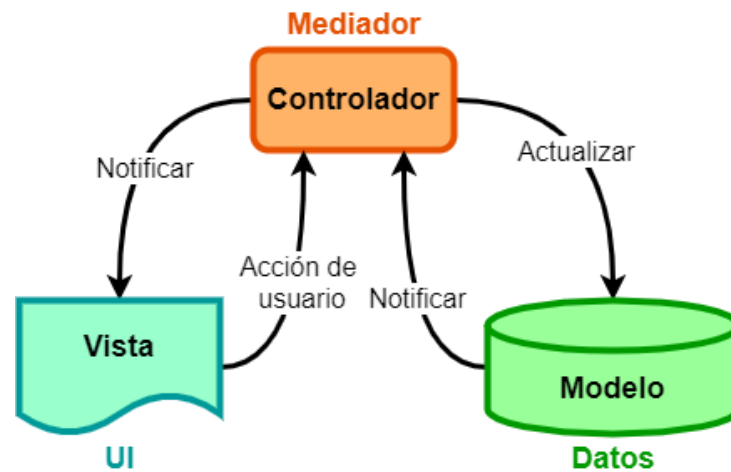 Mediador
Controlador
Notificar
Actualizar
Acción de
usuario
Notificar
Vista
Modelo
UI
Datos